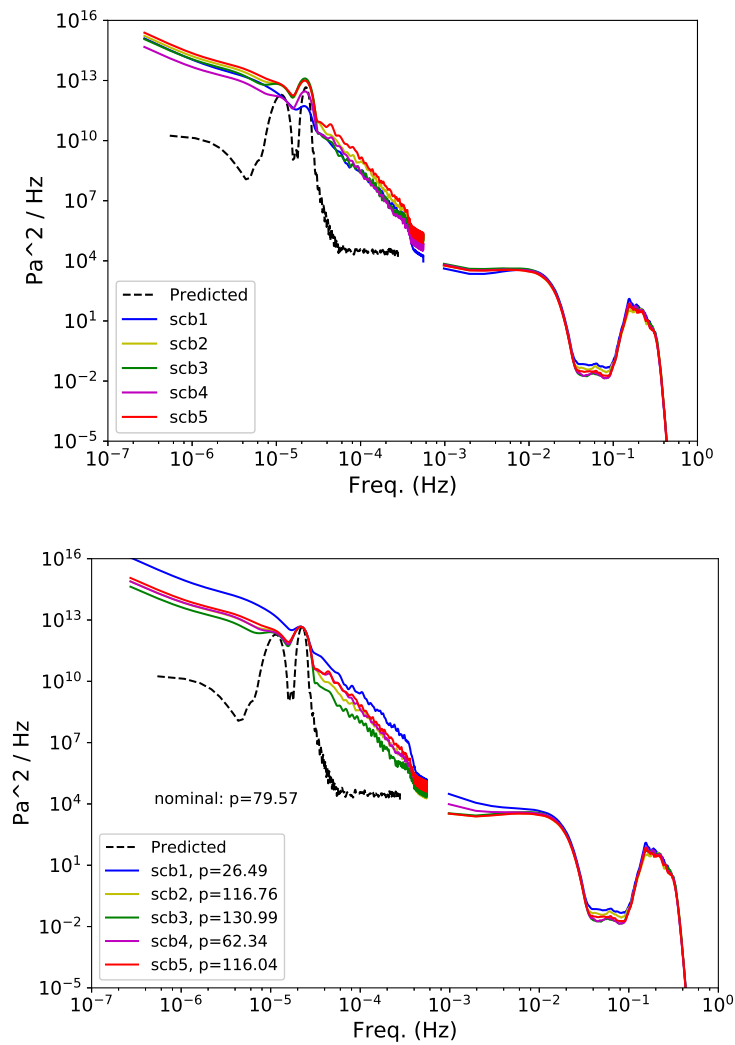 10^16
10^13
10^10
10^7
10^4
10^1
10^−2
10^−5
Pa^2 / Hz
Predicted
scb1
scb2
scb3
scb4
scb5
10^−7 10^−6 10^−5 10^−4 10^−3 10^−2 10^−1 10^0
Freq. (Hz)
10^16
10^13
10^10
10^7
10^4
10^1
10^−2
10^−5
Pa^2 / Hz
nominal: p=79.57
Predicted
scb1, p=26.49
scb2, p=116.76
scb3, p=130.99
scb4, p=62.34
scb5, p=116.04
10^−7 10^−6 10^−5 10^−4 10^−3 10^−2 10^−1 10^0
Freq. (Hz)